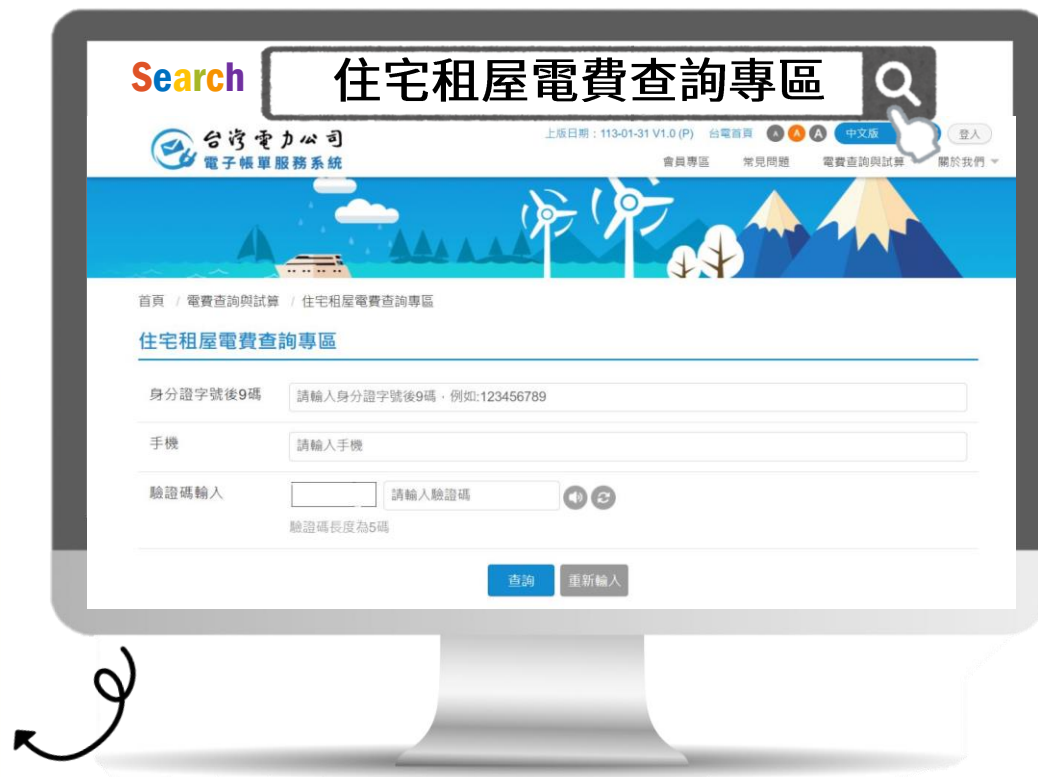 Search 住宅租屋電費查詢專區
台灣電力公司
電子帳單服務系統
上版日期：113-01-31 V1.0 (P) 台電首頁 A A A 中文版 登入
會員專區 常見問題 電費查詢與試算 關於我們
首頁 / 電費查詢與試算 / 住宅租屋電費查詢專區
住宅租屋電費查詢專區
身分證字號後9碼 請輸入身分證字號後9碼，例如:123456789
手機 請輸入手機
驗證碼輸入 請輸入驗證碼
驗證碼長度為5碼
查詢 重新輸入